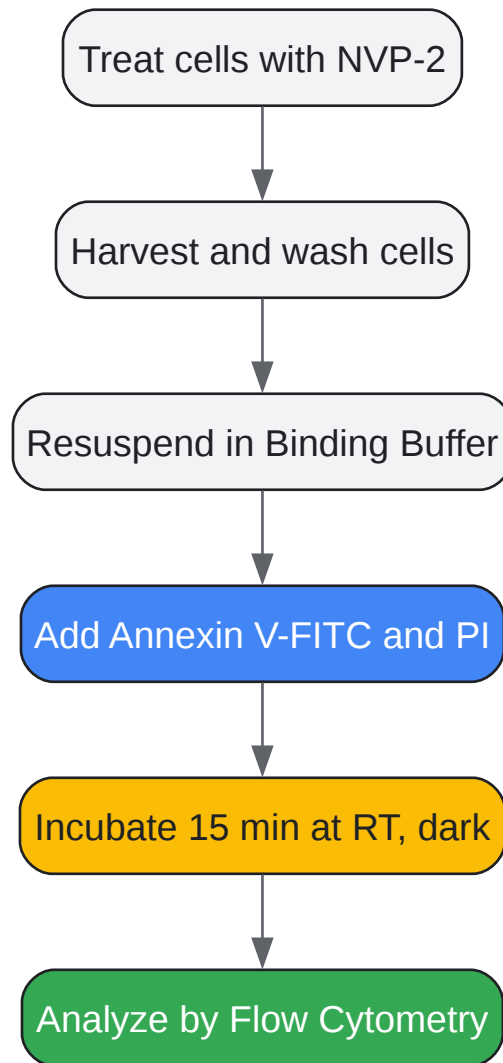 Treat cells with NVP-2
Harvest and wash cells
Resuspend in Binding Buffer
Add Annexin V-FITC and PI
Incubate 15 min at RT, dark
Analyze by Flow Cytometry